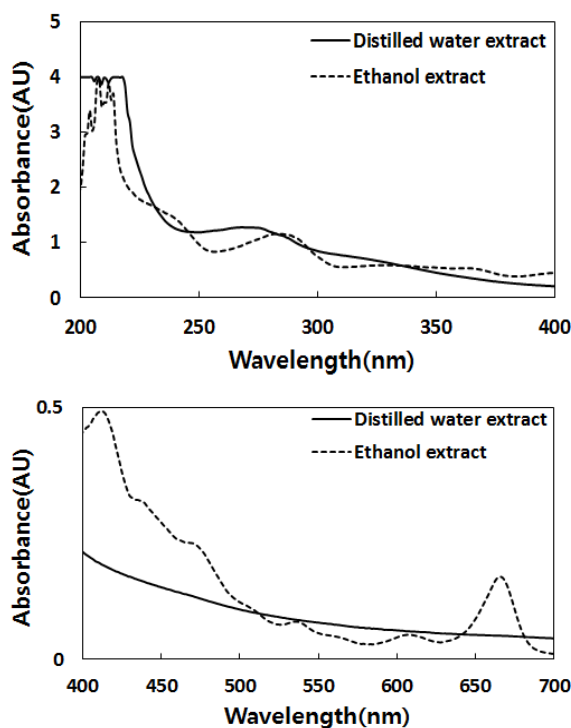 5
4
3
2
1
0
Absorbance(AU)
Distilled water extract
Ethanol extract
200 250 300 350 400
Wavelength(nm)
0.5
0
Absorbance(AU)
Distilled water extract
Ethanol extract
400 450 500 550 600 650 700
Wavelength(nm)